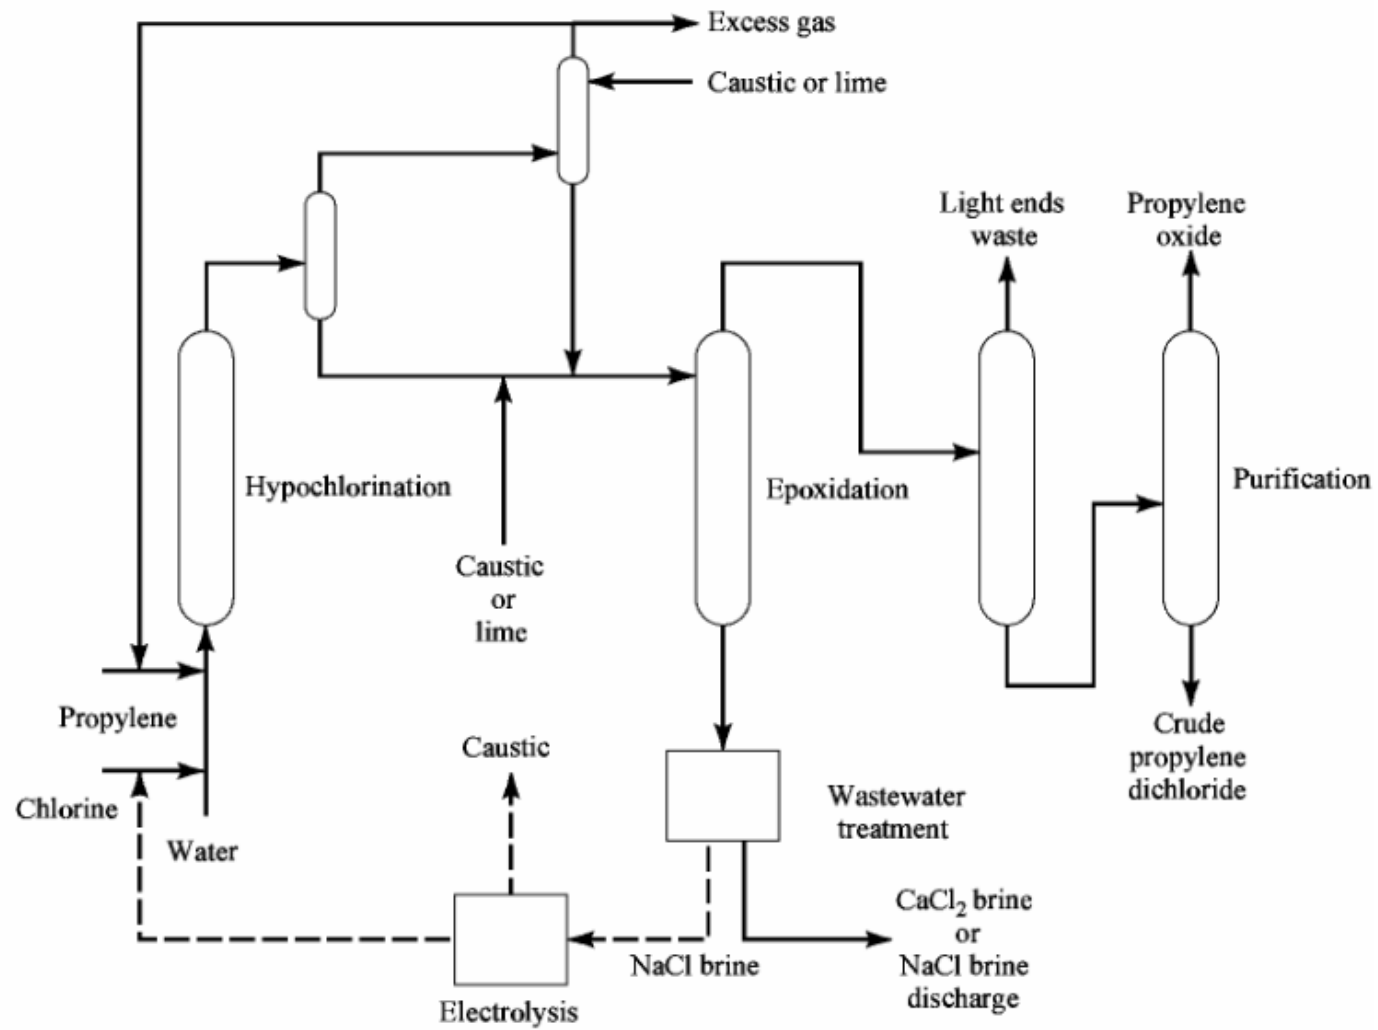 Excess gas
Caustic or lime
Light ends
waste
Propylene
oxide
Hypochlorination
Epoxidation
Purification
Caustic
or
lime
Propylene
Chlorine
Water
Caustic
Wastewater
treatment
Crude
propylene
dichloride
Electrolysis
NaCl brine
CaCl₂ brine
or
NaCl brine
discharge